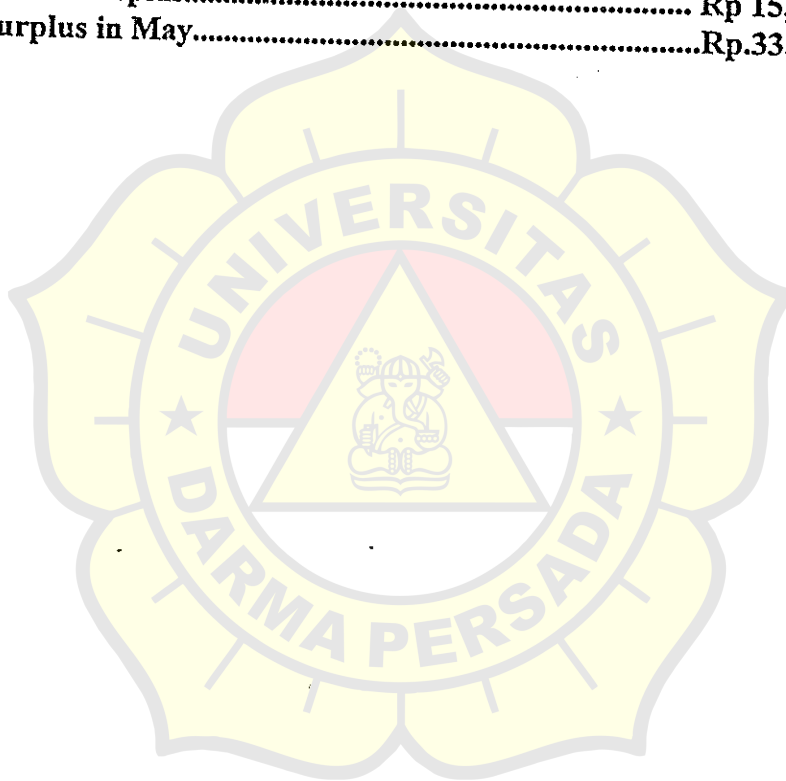 Rp 15,
urplus in May..........................................................Rp.33.
UNIVERSITAS
DARMA PERSADA